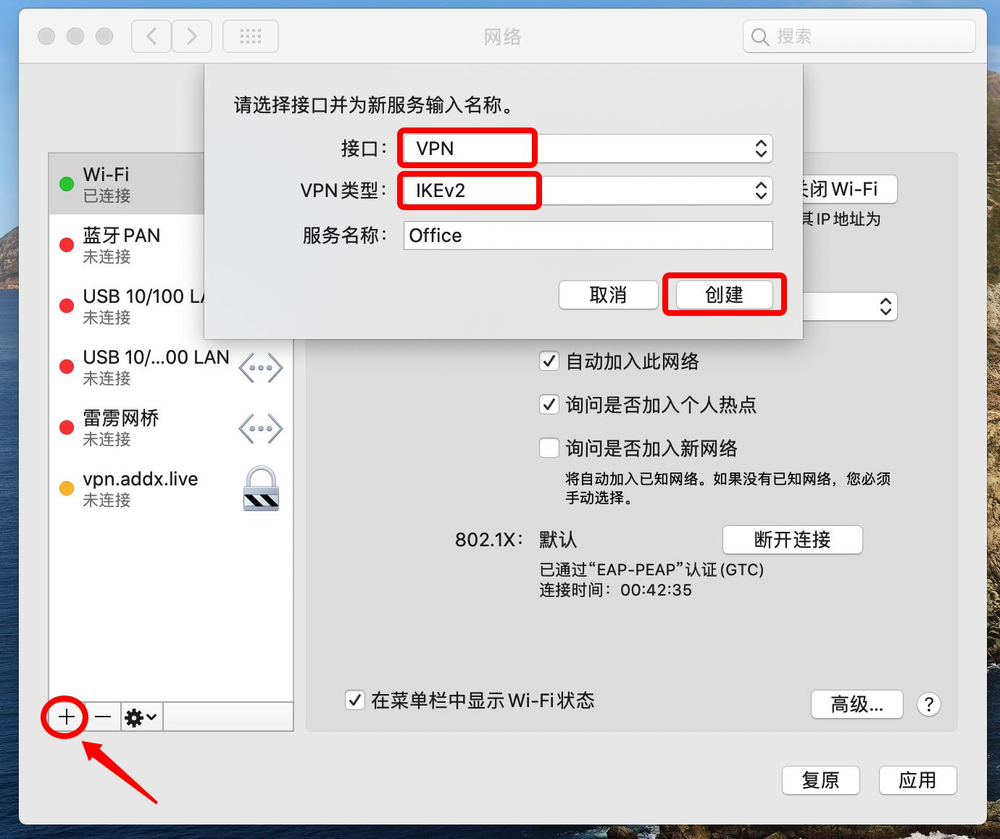 网络
搜索
请选择接口并为新服务输入名称。
接口：
VPN
VPN类型：
IKEv2
服务名称：
Office
取消
创建
Wi-Fi
已连接
蓝牙 PAN
未连接
USB 10/100 LA
未连接
USB 10/...00 LAN
未连接
雷雳网桥
未连接
vpn.addx.live
未连接
关闭 Wi-Fi
其 IP 地址为
自动加入此网络
询问是否加入个人热点
询问是否加入新网络
将自动加入已知网络。如果没有已知网络，您必须
手动选择。
802.1X：
默认
断开连接
已通过“EAP-PEAP”认证 (GTC)
连接时间：00:42:35
在菜单栏中显示 Wi-Fi 状态
高级...
?
复原
应用